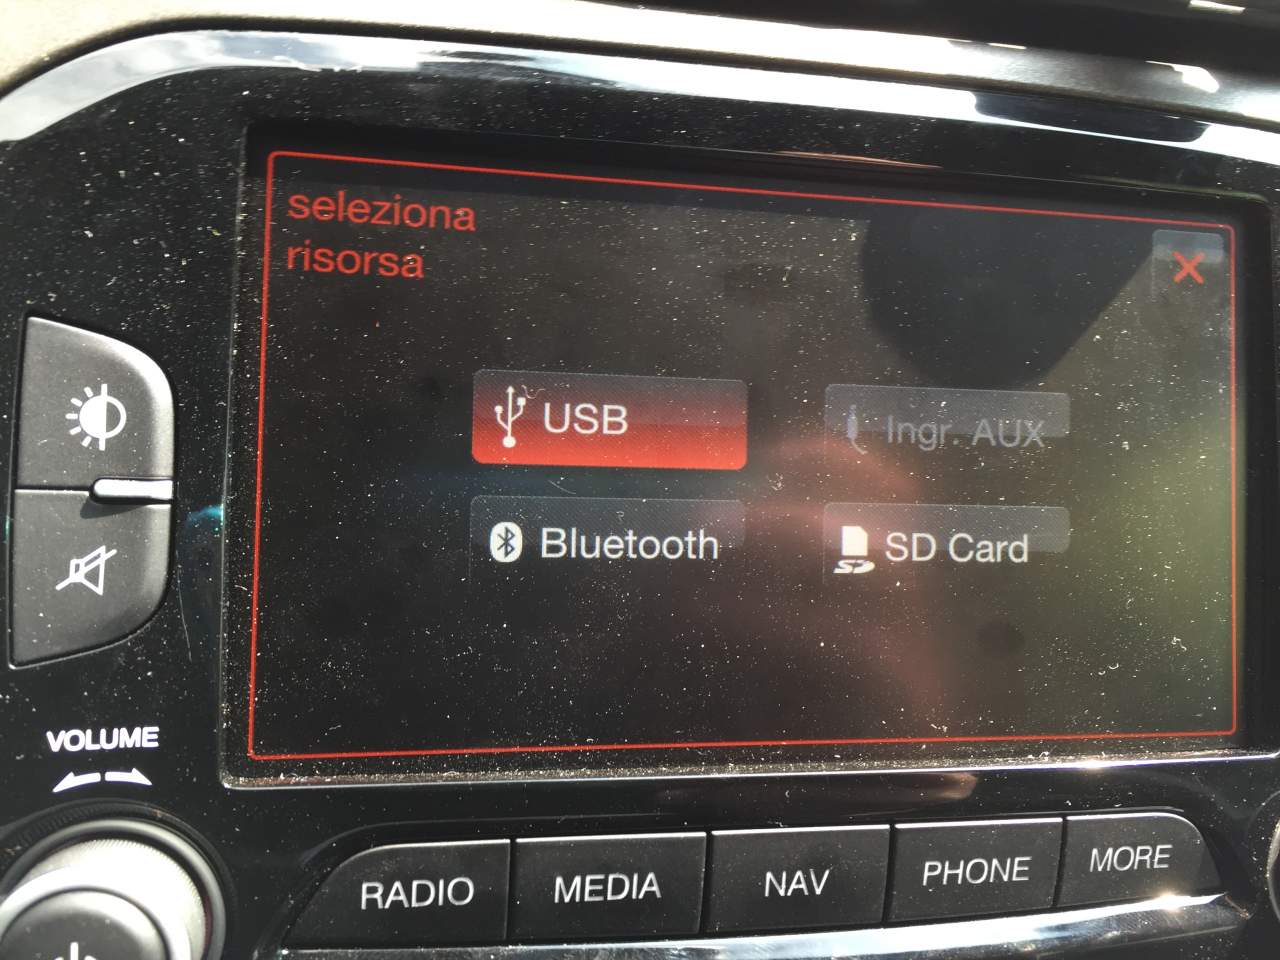 seleziona
risorsa
USB
Ingr. AUX
Bluetooth
SD Card
VOLUME
RADIO
MEDIA
NAV
PHONE
MORE